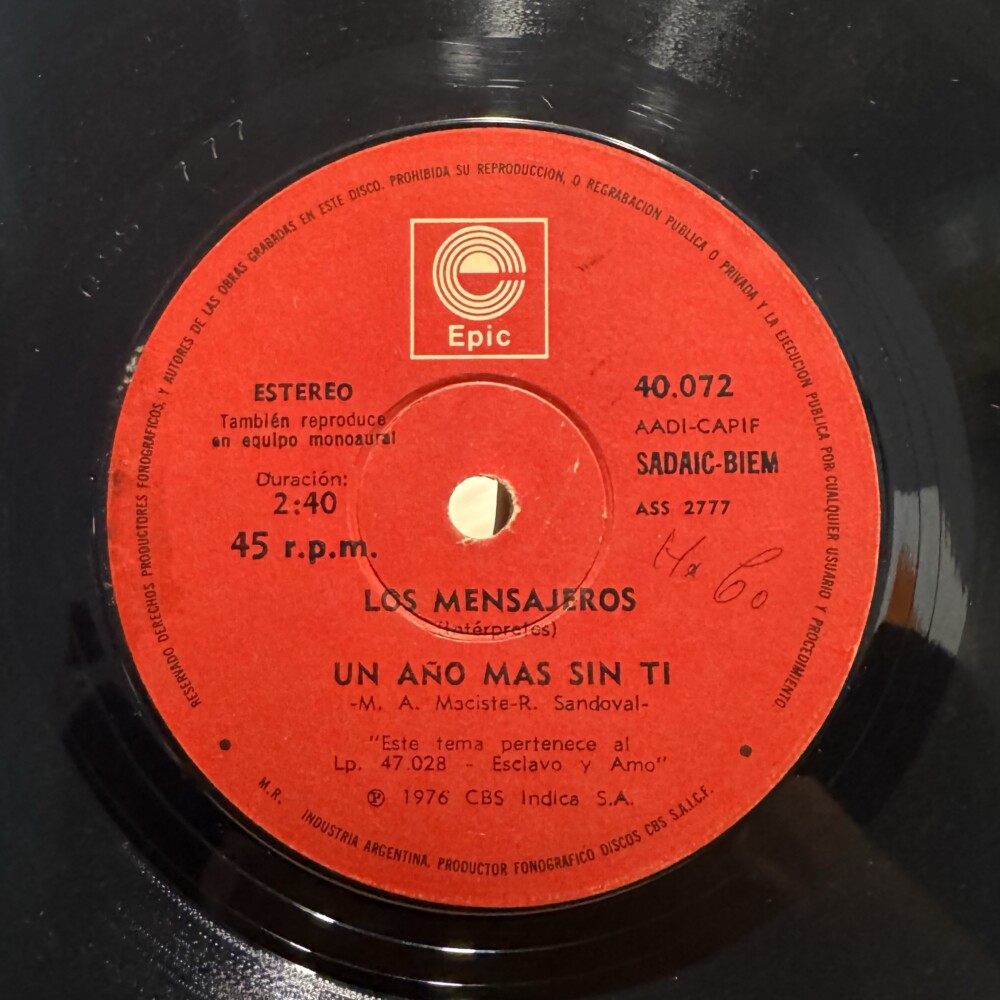 RESERVADO DERECHOS PRODUCTORES FONOGRAFICOS, Y AUTORES DE LAS OBRAS GRABADAS EN ESTE DISCO. PROHIBIDA SU REPRODUCCION, O REGRABACION PUBLICA O PRIVADA Y LA EJECUCION PUBLICA POR CUALQUIER USUARIO Y PROCEDIMIENTO
Epic
ESTEREO
También reproduce
en equipo monoaural
Duración:
2:40
45 r.p.m.
40.072
AADI-CAPIF
SADAIC-BIEM
ASS 2777
LOS MENSAJEROS
(Intérpretes)
UN AÑO MAS SIN TI
-M. A. Maciste-R. Sandoval-
"Este tema pertenece al
Lp. 47.028 - Esclavo y Amo"
℗ 1976 CBS Indica S.A.
M.R. INDUSTRIA ARGENTINA, PRODUCTOR FONOGRAFICO DISCOS CBS S.A.I.C.F.